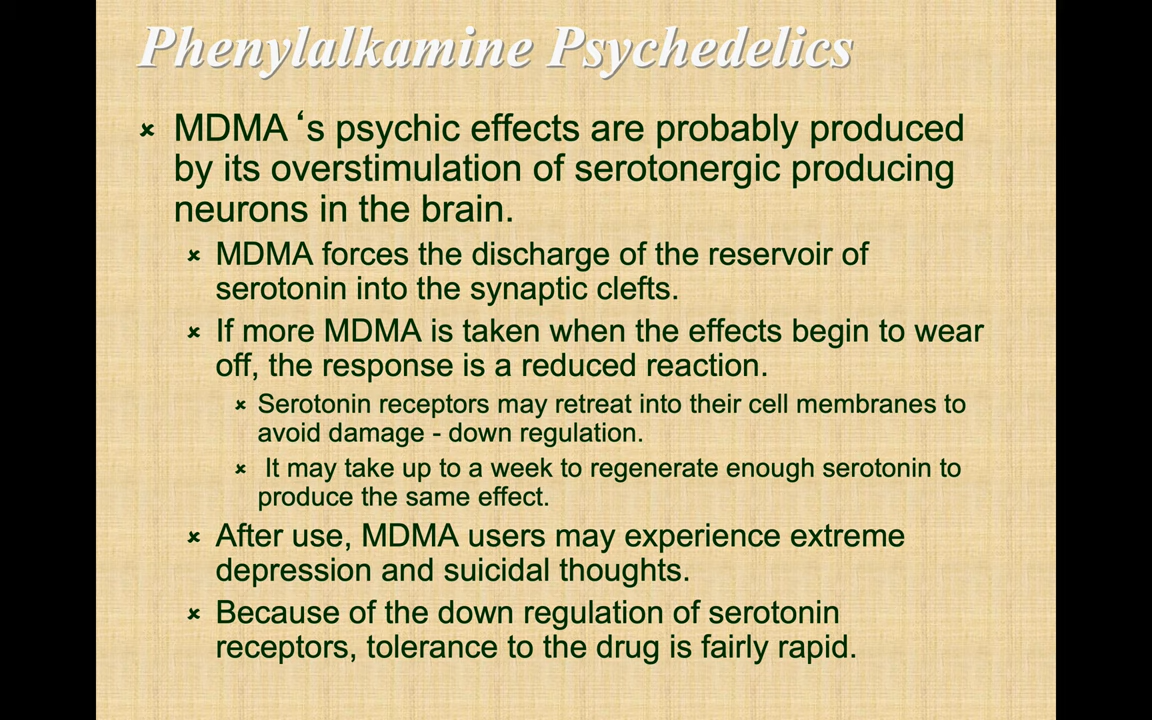 Phenylalkamine Psychedelics
MDMA ‘s psychic effects are probably produced
by its overstimulation of serotonergic producing
neurons in the brain.
MDMA forces the discharge of the reservoir of
serotonin into the synaptic clefts.
If more MDMA is taken when the effects begin to wear
off, the response is a reduced reaction.
Serotonin receptors may retreat into their cell membranes to
avoid damage - down regulation.
It may take up to a week to regenerate enough serotonin to
produce the same effect.
After use, MDMA users may experience extreme
depression and suicidal thoughts.
Because of the down regulation of serotonin
receptors, tolerance to the drug is fairly rapid.